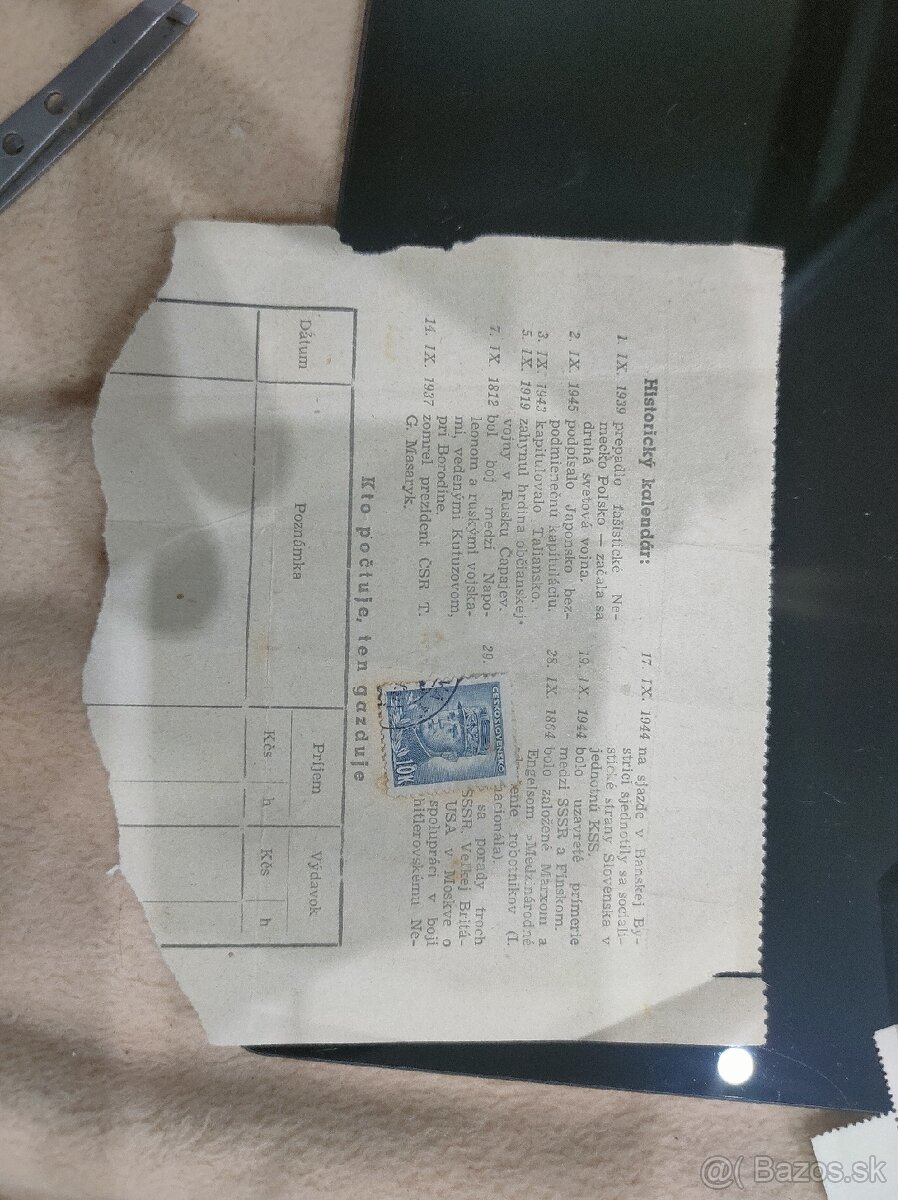 Historický kalendár:
1. IX. 1939 prepadlo fašistické Ne-
mecko Polsko — začala sa
druhá svetová vojna.
2. IX. 1945 podpísalo Japonsko bez-
podmienečnú kapituláciu.
3. IX. 1943 kapitulovalo Taliansko.
5. IX. 1919 zahynul hrdina občianskej
vojny v Rusku Čapajev.
7. IX. 1812 bol boj medzi Napo-
leonom a ruskými vojska-
mi, vedenými Kutuzovom,
pri Borodine.
14. IX. 1937 zomrel prezident ČSR T.
G. Masaryk.
17. IX. 1944 na sjazde v Banskej By-
strici sjednotily sa sociali-
stické strany Slovenska v
jednotnú KSS.
19. IX. 1944 bolo uzavreté prímerie
medzi SSSR a Fínskom.
28. IX. 1864 bolo založené Marxom a
Engelsom »Medzinárodné
robotníkov (I.
29.
sa porady troch
SSSR, Veľkej Britá-
USA v Moskve o
spolupráci v boji
hitlerovskému Ne-
ČESKOSLOVENSKO
10K
Kto počtuje, ten gazduje
Dátum Poznámka Príjem Výdavok
Kčs h Kčs h
@( Bazos.sk